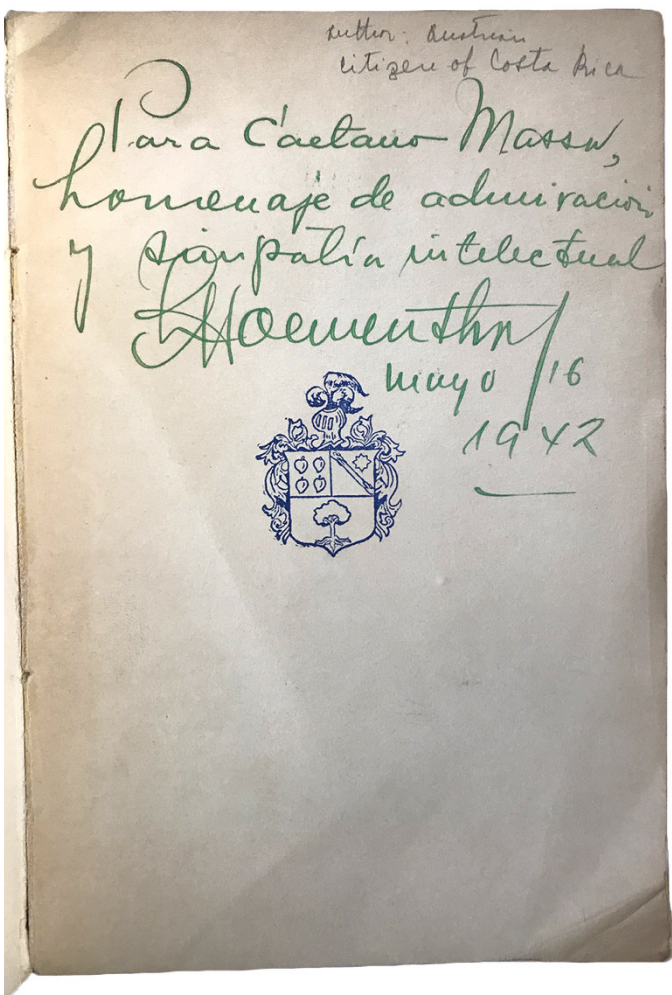 Author: Austrian
citizen of Costa Rica
Para Caetano Massa,
homenaje de admiración
y simpatía intelectual
mayo 16
1942